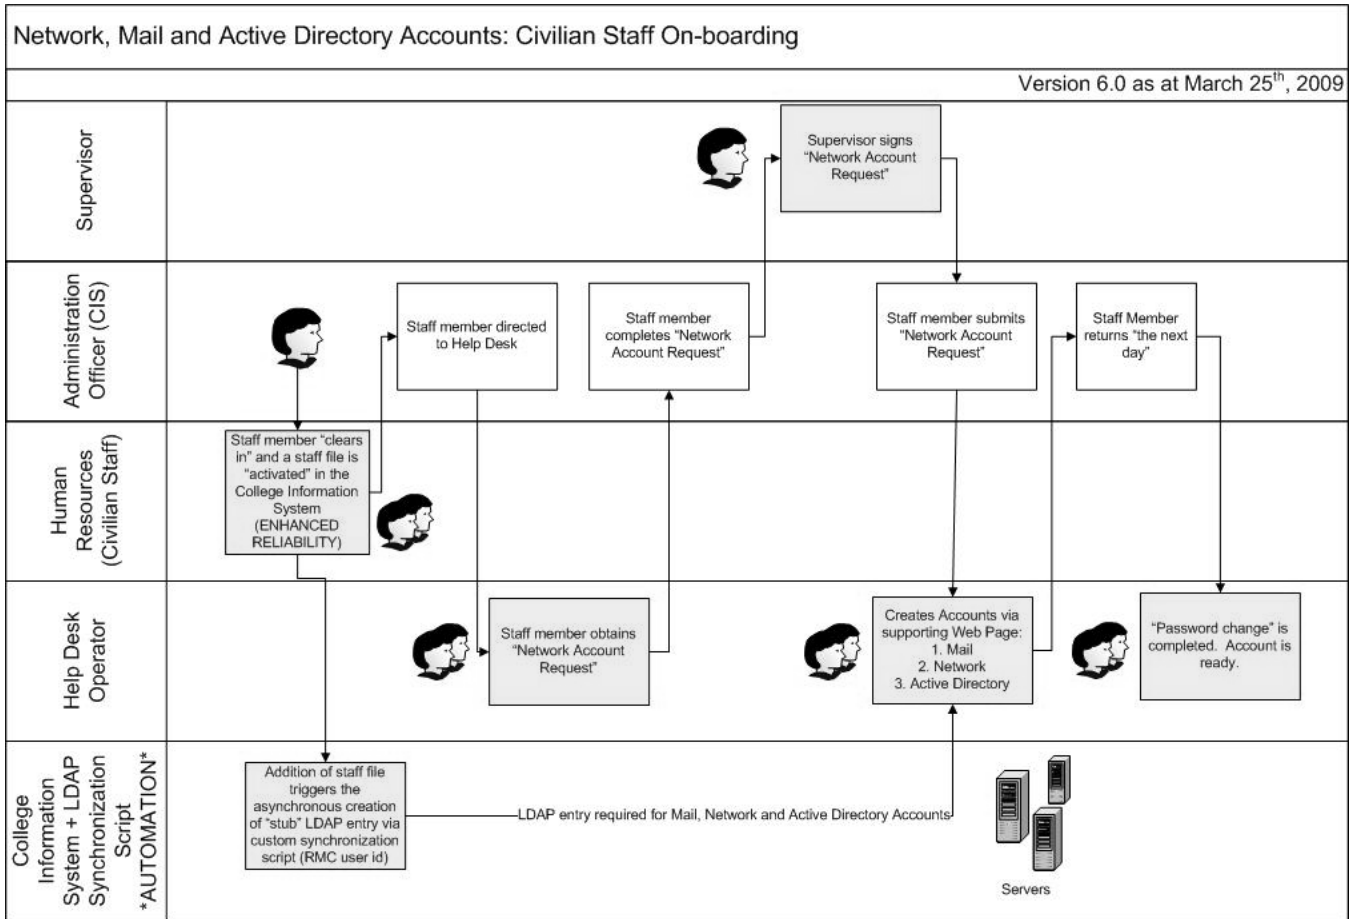 Network, Mail and Active Directory Accounts: Civilian Staff On-boarding
Version 6.0 as at March 25th, 2009
Supervisor
Supervisor signs
“Network Account
Request”
Administration
Officer (CIS)
Staff member directed
to Help Desk
Staff member
completes “Network
Account Request”
Staff member submits
“Network Account
Request”
Staff Member
returns “the next
day”
Human
Resources
(Civilian Staff)
Staff member “clears
in” and a staff file is
“activated” in the
College Information
System
(ENHANCED
RELIABILITY)
Help Desk
Operator
Staff member obtains
“Network Account
Request”
Creates Accounts via
supporting Web Page:
1. Mail
2. Network
3. Active Directory
“Password change” is
completed. Account is
ready.
College
Information
System + LDAP
Synchronization
Script
*AUTOMATION*
Addition of staff file
triggers the
asynchronous creation
of “stub” LDAP entry via
custom synchronization
script (RMC user id)
LDAP entry required for Mail, Network and Active Directory Accounts
Servers